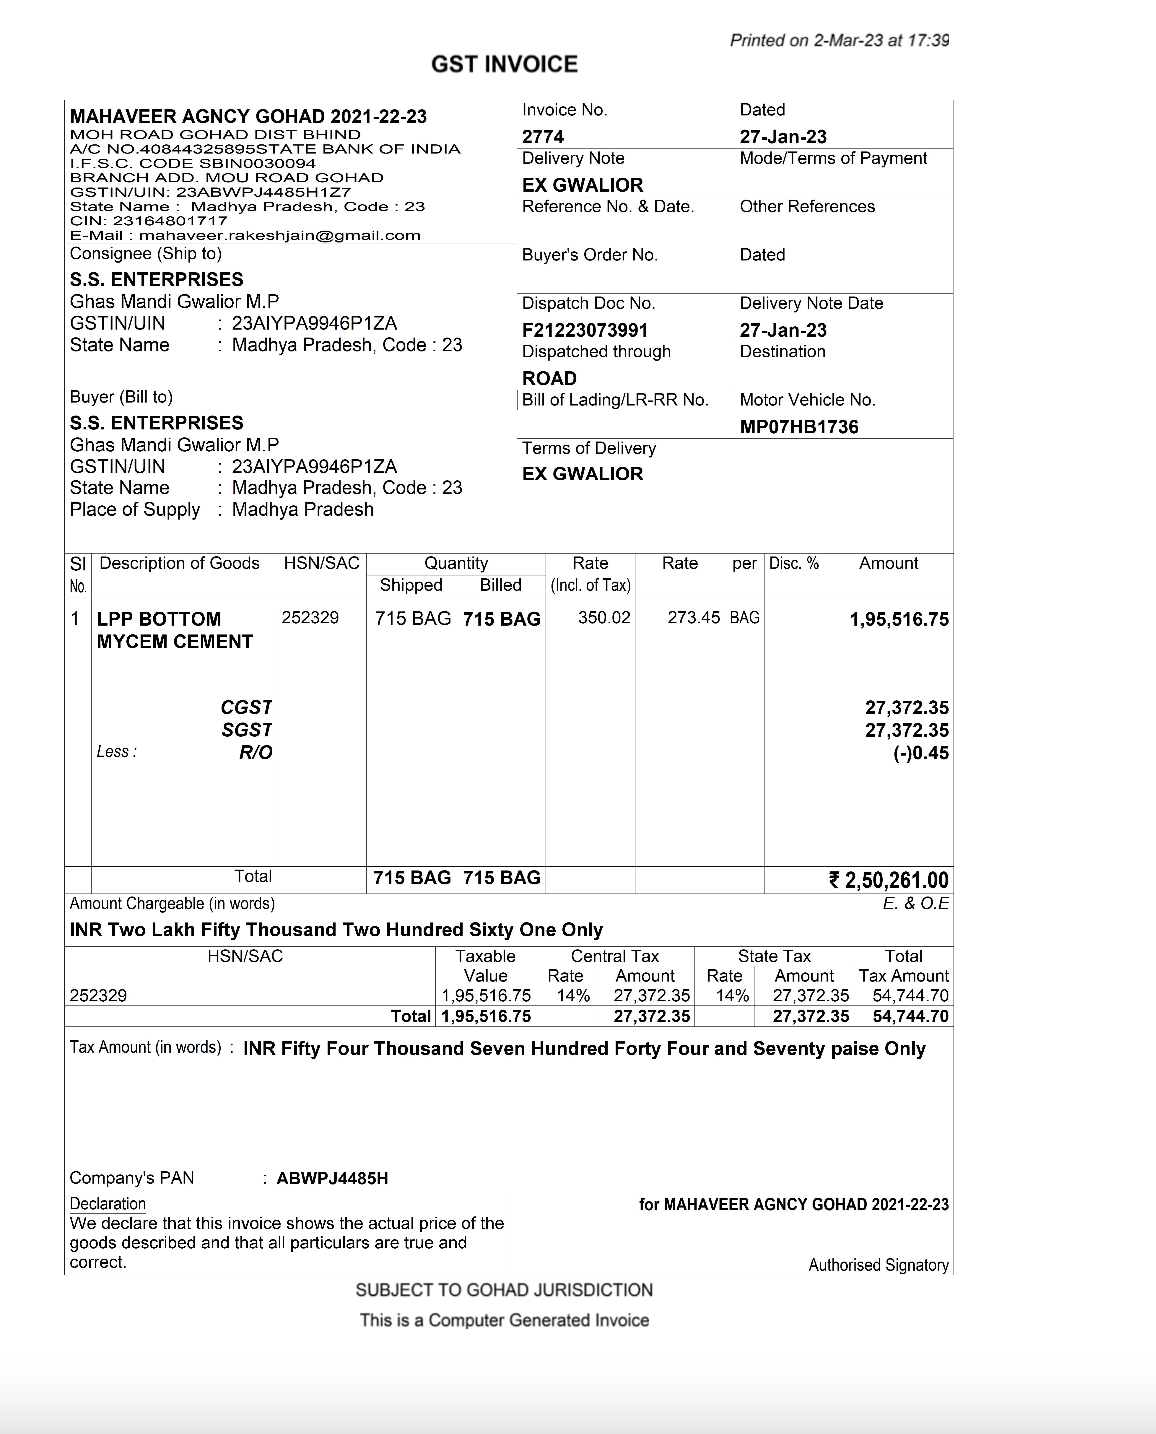 Printed on 2-Mar-23 at 17:39
GST INVOICE
MAHAVEER AGNCY GOHAD 2021-22-23
MOH ROAD GOHAD DIST BHIND
A/C NO.40844325895STATE BANK OF INDIA
I.F.S.C. CODE SBIN0030094
BRANCH ADD. MOU ROAD GOHAD
GSTIN/UIN: 23ABWPJ4485H1Z7
State Name : Madhya Pradesh, Code : 23
CIN: 23164801717
E-Mail : mahaveer.rakeshjain@gmail.com
Consignee (Ship to)
S.S. ENTERPRISES
Ghas Mandi Gwalior M.P
GSTIN/UIN : 23AIYPA9946P1ZA
State Name : Madhya Pradesh, Code : 23
Buyer (Bill to)
S.S. ENTERPRISES
Ghas Mandi Gwalior M.P
GSTIN/UIN : 23AIYPA9946P1ZA
State Name : Madhya Pradesh, Code : 23
Place of Supply : Madhya Pradesh
Invoice No. Dated
2774 27-Jan-23
Delivery Note Mode/Terms of Payment
EX GWALIOR
Reference No. & Date. Other References
Buyer's Order No. Dated
Dispatch Doc No. Delivery Note Date
F21223073991 27-Jan-23
Dispatched through Destination
ROAD
Bill of Lading/LR-RR No. Motor Vehicle No.
MP07HB1736
Terms of Delivery
EX GWALIOR
Sl Description of Goods HSN/SAC Quantity Rate Rate per Disc. % Amount
No. Shipped Billed (Incl. of Tax)
1 LPP BOTTOM 252329 715 BAG 715 BAG 350.02 273.45 BAG 1,95,516.75
MYCEM CEMENT
CGST 27,372.35
SGST 27,372.35
Less : R/O (-)0.45
Total 715 BAG 715 BAG ₹ 2,50,261.00
Amount Chargeable (in words) E. & O.E
INR Two Lakh Fifty Thousand Two Hundred Sixty One Only
HSN/SAC Taxable Central Tax State Tax Total
Value Rate Amount Rate Amount Tax Amount
252329 1,95,516.75 14% 27,372.35 14% 27,372.35 54,744.70
Total 1,95,516.75 27,372.35 27,372.35 54,744.70
Tax Amount (in words) : INR Fifty Four Thousand Seven Hundred Forty Four and Seventy paise Only
Company's PAN : ABWPJ4485H
Declaration
We declare that this invoice shows the actual price of the
goods described and that all particulars are true and
correct.
for MAHAVEER AGNCY GOHAD 2021-22-23
Authorised Signatory
SUBJECT TO GOHAD JURISDICTION
This is a Computer Generated Invoice